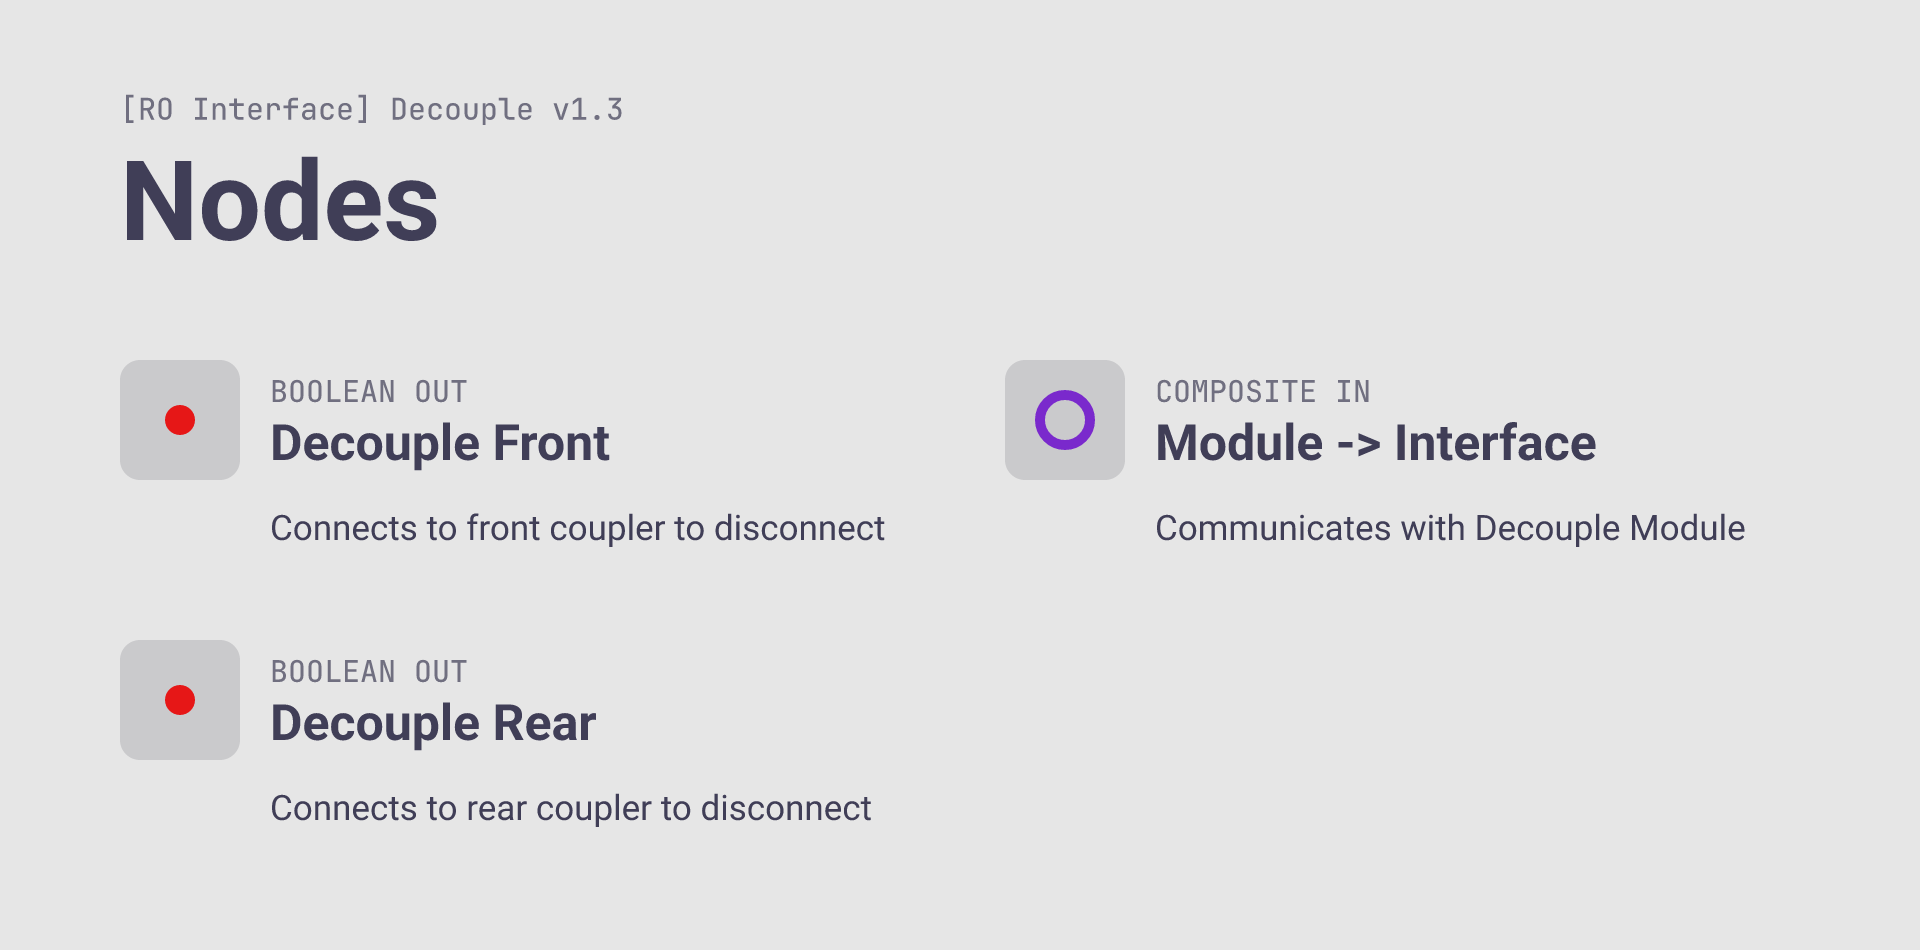 [RO Interface] Decouple v1.3
Nodes
BOOLEAN OUT
Decouple Front
Connects to front coupler to disconnect
COMPOSITE IN
Module -> Interface
Communicates with Decouple Module
BOOLEAN OUT
Decouple Rear
Connects to rear coupler to disconnect